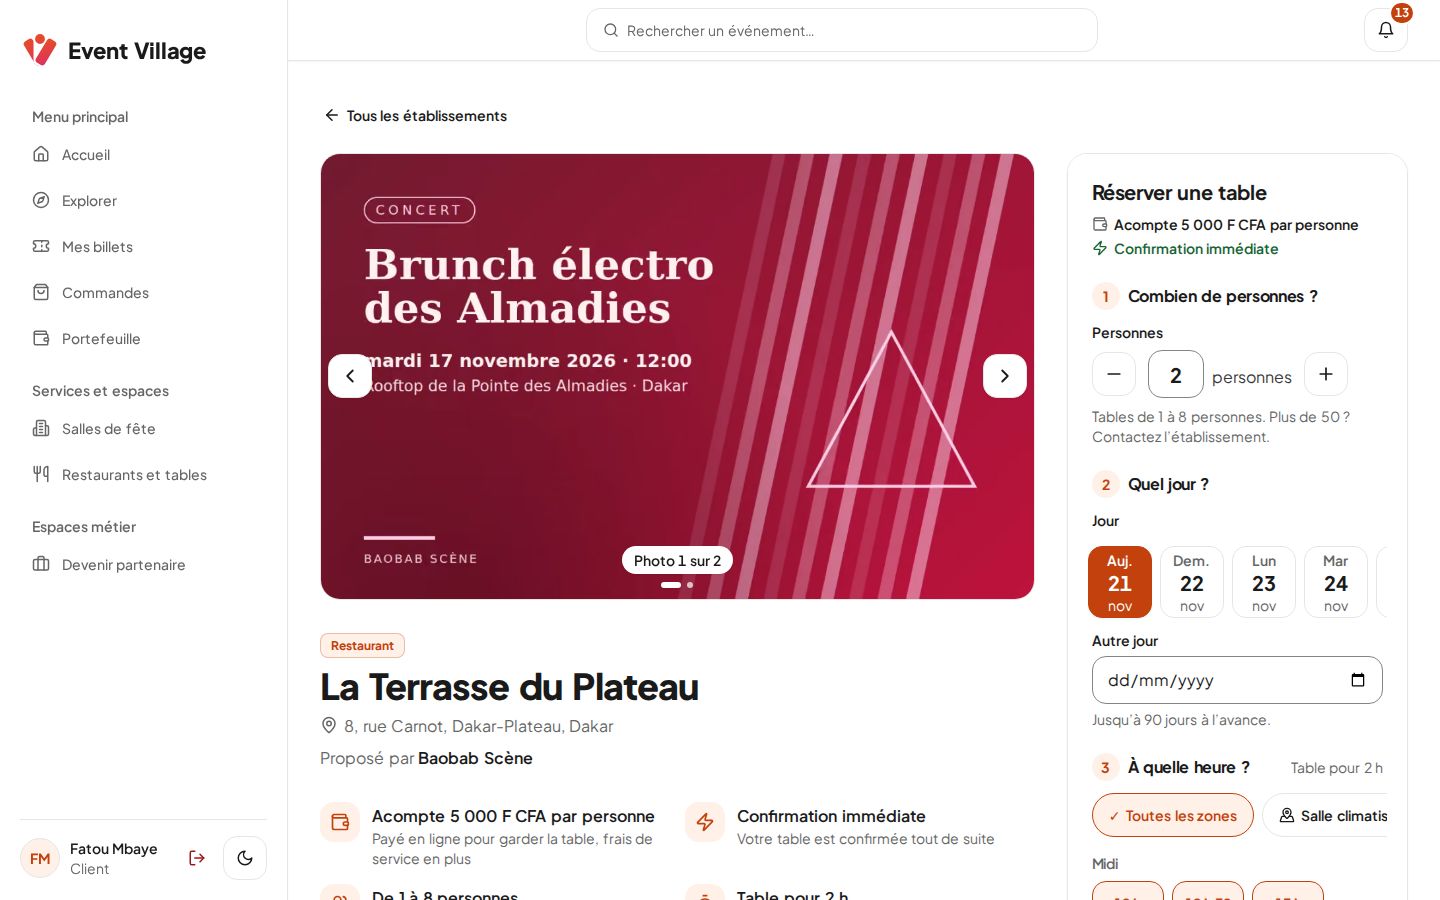 Event Village
Rechercher un événement…
13
Menu principal
Accueil
Explorer
Mes billets
Commandes
Portefeuille
Services et espaces
Salles de fête
Restaurants et tables
Espaces métier
Devenir partenaire
FM
Fatou Mbaye
Client
Tous les établissements
CONCERT
Brunch électro
des Almadies
mardi 17 novembre 2026 · 12:00
Rooftop de la Pointe des Almadies · Dakar
BAOBAB SCÈNE
Photo 1 sur 2
Restaurant
La Terrasse du Plateau
8, rue Carnot, Dakar-Plateau, Dakar
Proposé par Baobab Scène
Acompte 5 000 F CFA par personne
Payé en ligne pour garder la table, frais de
service en plus
Confirmation immédiate
Votre table est confirmée tout de suite
De 1 à 8 personnes
Table pour 2 h
Réserver une table
Acompte 5 000 F CFA par personne
Confirmation immédiate
1 Combien de personnes ?
Personnes
2 personnes
Tables de 1 à 8 personnes. Plus de 50 ?
Contactez l'établissement.
2 Quel jour ?
Jour
Auj. Dem. Lun Mar
21 22 23 24
nov nov nov nov
Autre jour
dd/mm/yyyy
Jusqu'à 90 jours à l'avance.
3 À quelle heure ? Table pour 2 h
✓ Toutes les zones Salle climatis
Midi